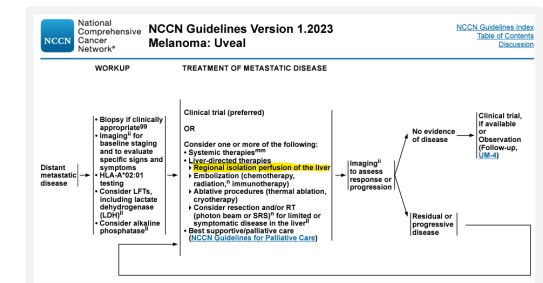 NCCN
National
Comprehensive
Cancer
Network®
NCCN Guidelines Version 1.2023
Melanoma: Uveal
NCCN Guidelines Index
Table of Contents
Discussion
WORKUP
TREATMENT OF METASTATIC DISEASE
Distant
metastatic
disease
• Biopsy if clinically
appropriategg
• Imagingii for
baseline staging
and to evaluate
specific signs and
symptoms
• HLA-A*02:01
testing
• Consider LFTs,
including lactate
dehydrogenase
(LDH)ll
• Consider alkaline
phosphatasell
Clinical trial (preferred)
OR
Consider one or more of the following:
• Systemic therapiesmm
• Liver-directed therapies
▸ Regional isolation perfusion of the liver
▸ Embolization (chemotherapy,
radiation,n immunotherapy)
▸ Ablative procedures (thermal ablation,
cryotherapy)
▸ Consider resection and/or RT
(photon beam or SRS)n for limited or
symptomatic disease in the liver
• Best supportive/palliative care
(NCCN Guidelines for Palliative Care)
Imagingii
to assess
response or
progression
No evidence
of disease
Clinical trial,
if available
or
Observation
(Follow-up,
UM-4)
Residual or
progressive
disease